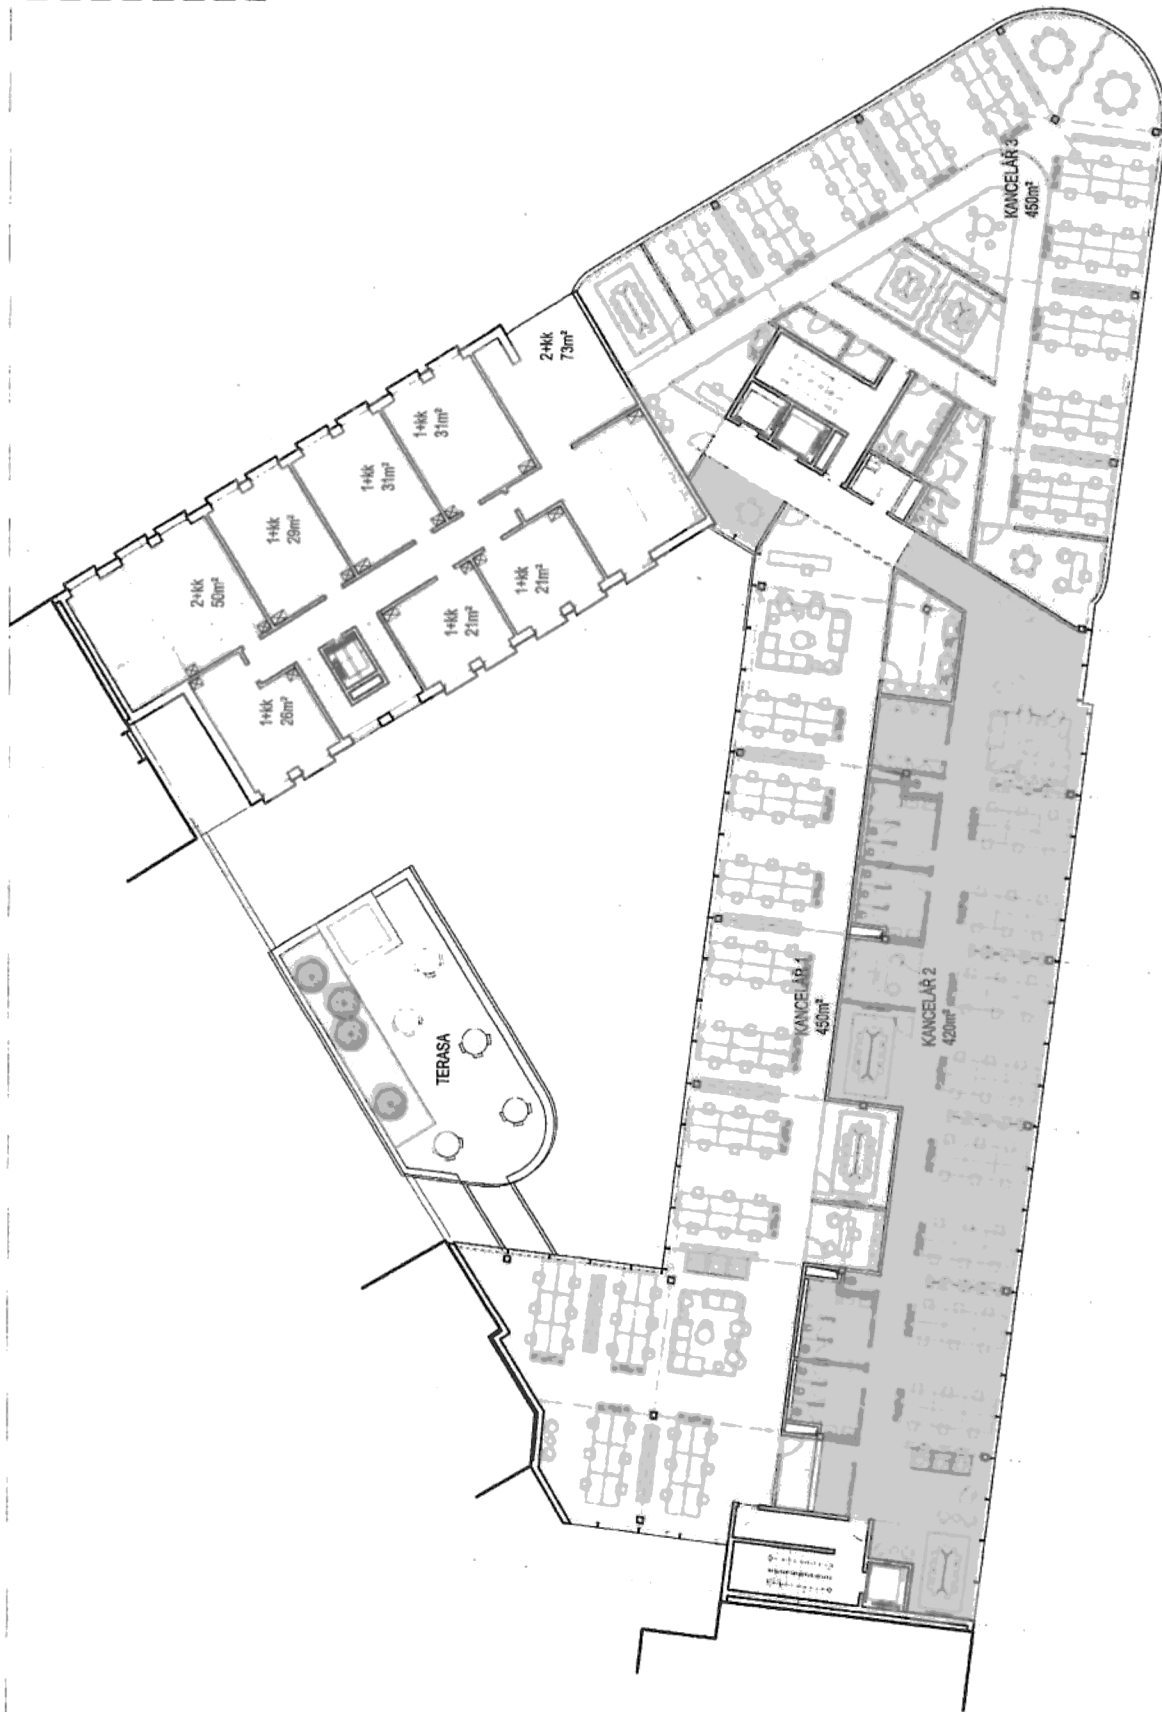 KANCELÁŘ 3
450m²
2+kk
73m²
1+kk
31m²
1+kk
31m²
1+kk
29m²
2+kk
50m²
1+kk
21m²
1+kk
21m²
1+kk
26m²
TERASA
KANCELÁŘ 1
450m²
KANCELÁŘ 2
420m²